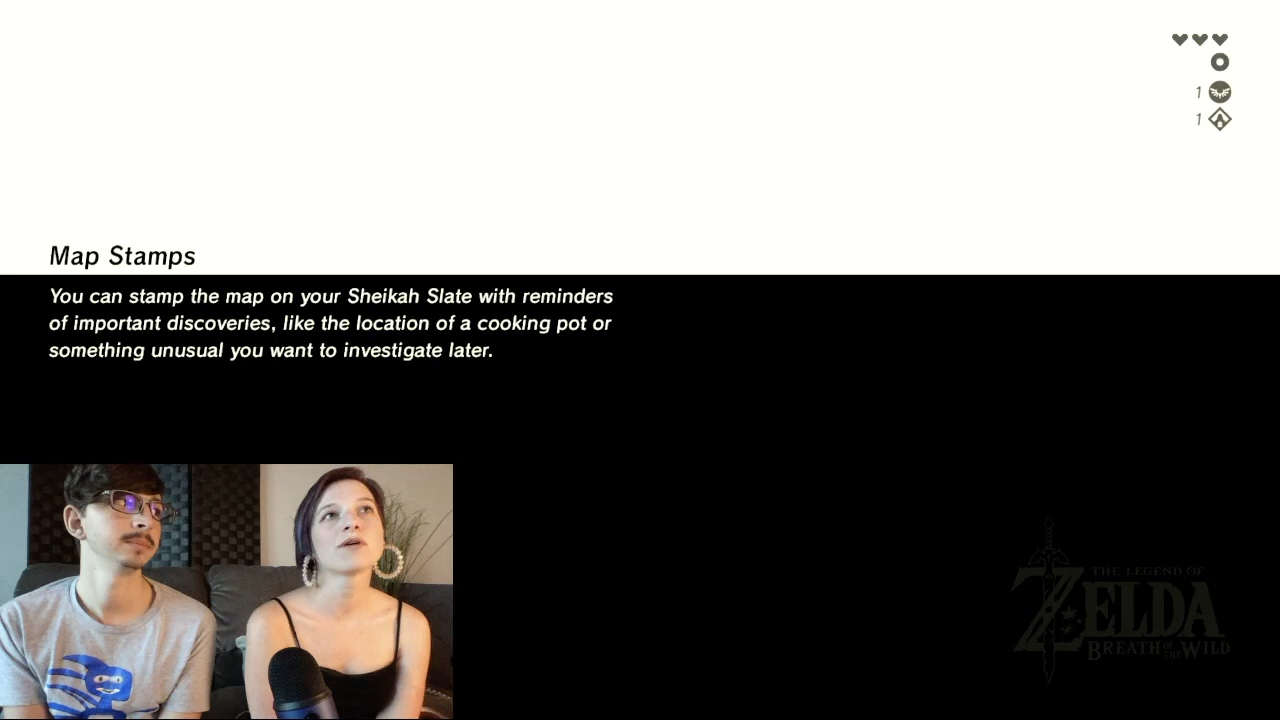 1
1
Map Stamps
You can stamp the map on your Sheikah Slate with reminders
of important discoveries, like the location of a cooking pot or
something unusual you want to investigate later.
THE LEGEND OF
ZELDA
BREATH OF THE WILD